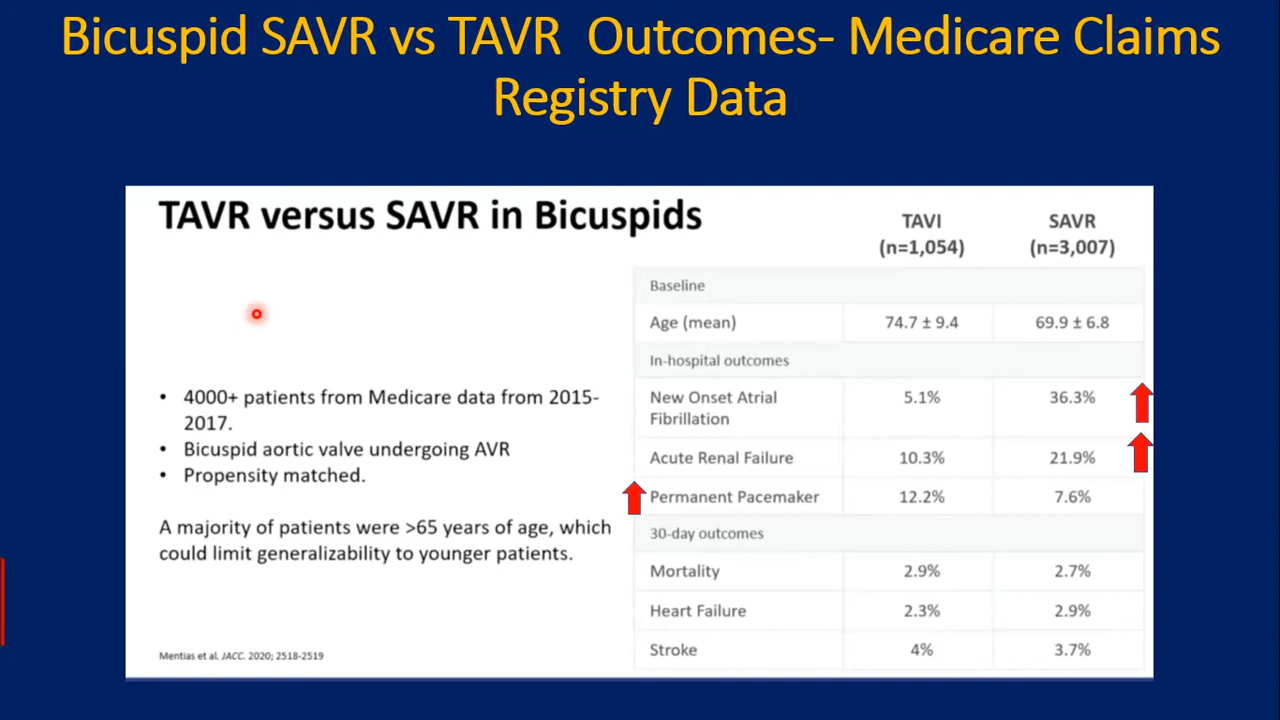 Bicuspid SAVR vs TAVR Outcomes- Medicare Claims
Registry Data
TAVR versus SAVR in Bicuspids
• 4000+ patients from Medicare data from 2015-
2017.
• Bicuspid aortic valve undergoing AVR
• Propensity matched.
A majority of patients were >65 years of age, which
could limit generalizability to younger patients.
Mentias et al. JACC. 2020; 2518-2519
TAVI SAVR
(n=1,054) (n=3,007)
Baseline
Age (mean) 74.7 ± 9.4 69.9 ± 6.8
In-hospital outcomes
New Onset Atrial
Fibrillation 5.1% 36.3%
Acute Renal Failure 10.3% 21.9%
Permanent Pacemaker 12.2% 7.6%
30-day outcomes
Mortality 2.9% 2.7%
Heart Failure 2.3% 2.9%
Stroke 4% 3.7%